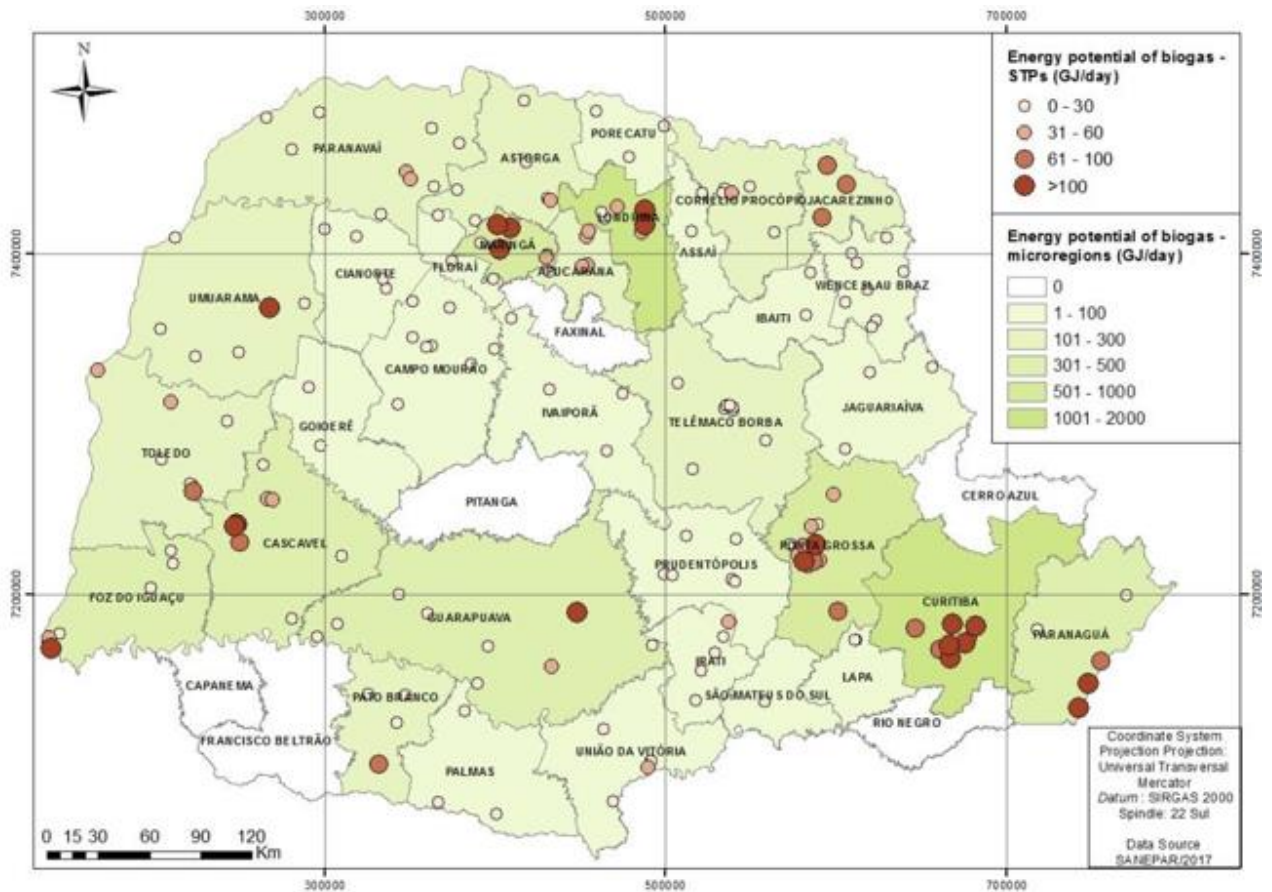 300000 500000 700000
N
Energy potential of biogas -
STPs (GJ/day)
0 - 30
31 - 60
61 - 100
>100
Energy potential of biogas -
microregions (GJ/day)
0
1 - 100
101 - 300
301 - 500
501 - 1000
1001 - 2000
PORECATU
PARANAVAÍ
ASTORGA
CORNÉLIO PROCÓPIO
JACAREZINHO
LONDRINA
MARINGÁ
ASSAÍ
7400000
7400000
FLORAÍ
APUCARANA
CIANORTE
WENCESLAU BRAZ
UMUARAMA
IBAITI
FAXINAL
CAMPO MOURÃO
JAGUARIAÍVA
IVAIPORÃ
TELÊMACO BORBA
GOIOERÊ
TOLEDO
CERRO AZUL
PITANGA
CASCAVEL
PONTA GROSSA
PRUDENTÓPOLIS
7200000
7200000
FOZ DO IGUAÇU
CURITIBA
GUARAPUAVA
PARANAGUÁ
IRATI
LAPA
CAPANEMA
PATO BRANCO
SÃO MATEUS DO SUL
RIO NEGRO
FRANCISCO BELTRÃO
UNIÃO DA VITÓRIA
PALMAS
Coordinate System
Projection Projection:
Universal Transversal
Mercator
Datum : SIRGAS 2000
Spindle: 22 Sul
Data Source
SANEPAR/2017
0 15 30 60 90 120
Km
300000 500000 700000